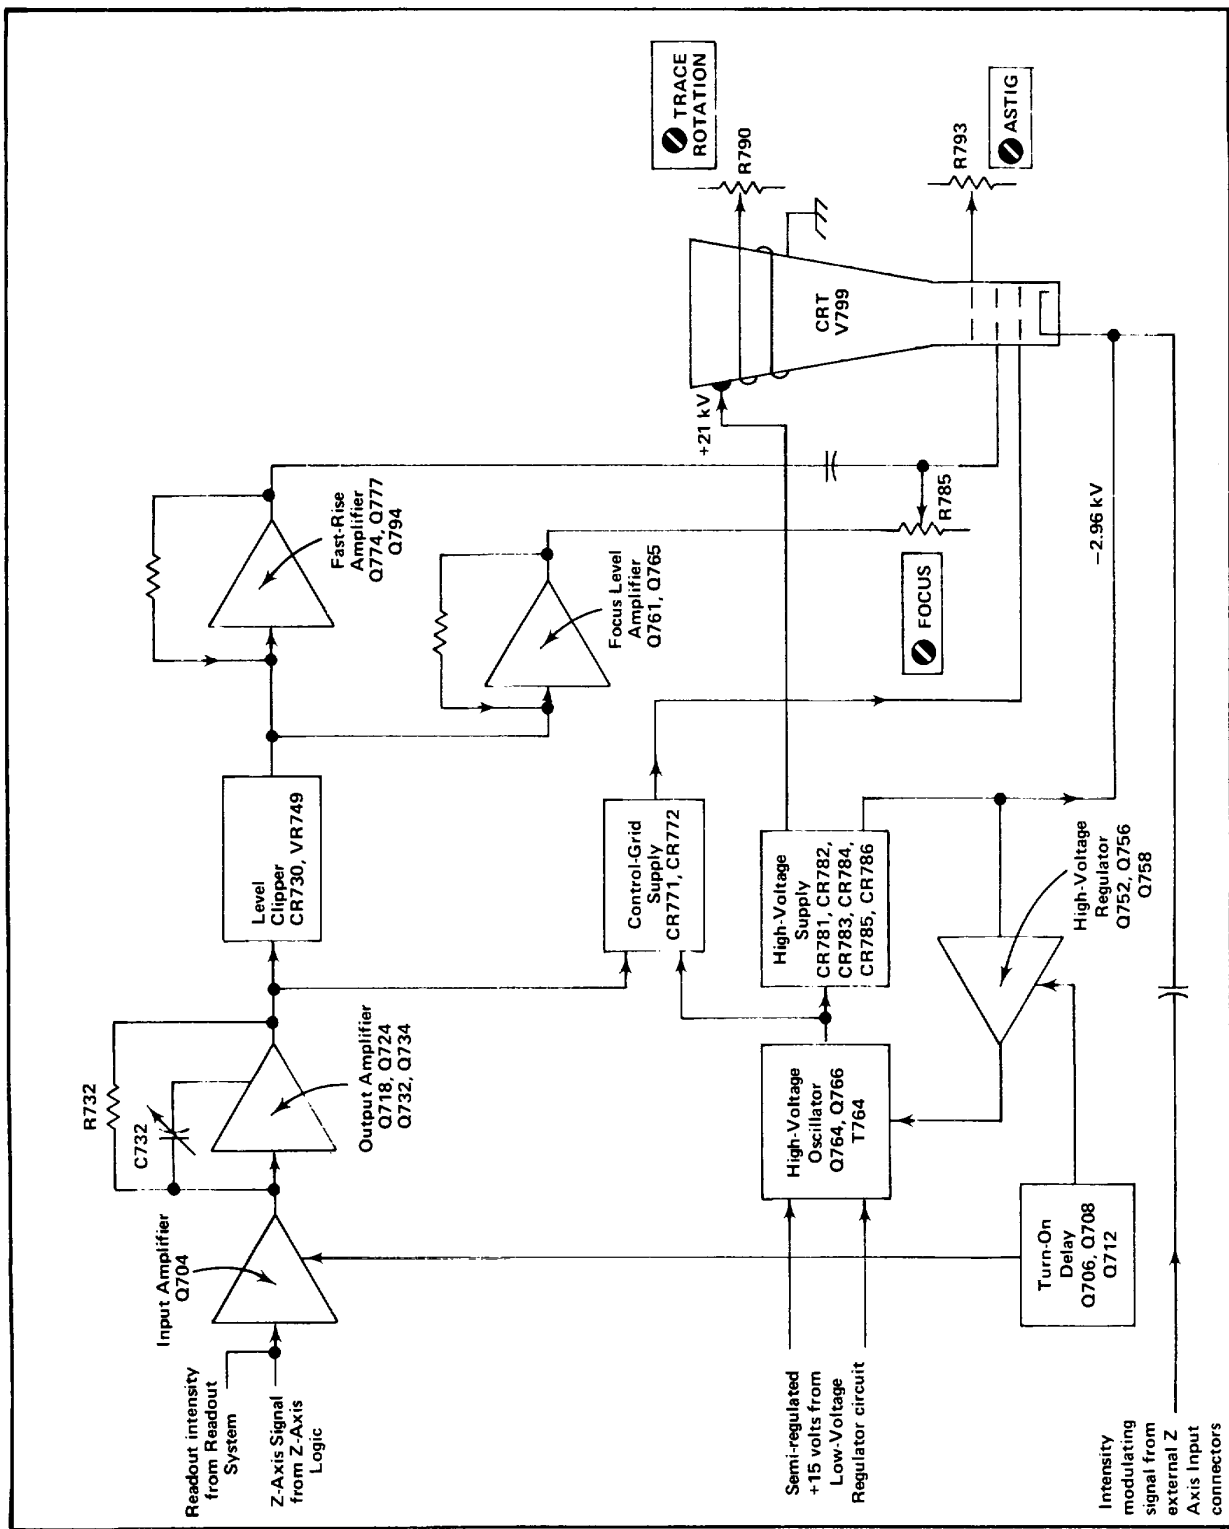 Readout intensity
from Readout
System
Z-Axis Signal
from Z-Axis
Logic
Input Amplifier
Q704
R732
C732
Output Amplifier
Q718, Q724
Q732, Q734
Level
Clipper
CR730, VR749
Fast-Rise
Amplifier
Q774, Q777
Q794
Focus Level
Amplifier
Q761, Q765
Control-Grid
Supply
CR771, CR772
FOCUS
R785
+21 kV
TRACE
ROTATION
R790
CRT
V799
R793
ASTIG
−2.96 kV
Semi-regulated
+15 volts from
Low-Voltage
Regulator circuit
High-Voltage
Oscillator
Q764, Q766
T764
High-Voltage
Supply
CR781, CR782,
CR783, CR784,
CR785, CR786
High-Voltage
Regulator
Q752, Q756
Q758
Turn-On
Delay
Q706, Q708
Q712
Intensity
modulating
signal from
external Z
Axis Input
connectors